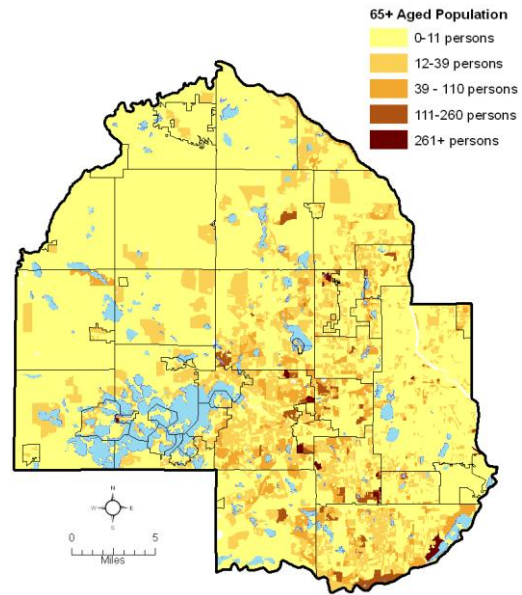 65+ Aged Population
0-11 persons
12-39 persons
39 - 110 persons
111-260 persons
261+ persons
N
W E
S
0 5
Miles